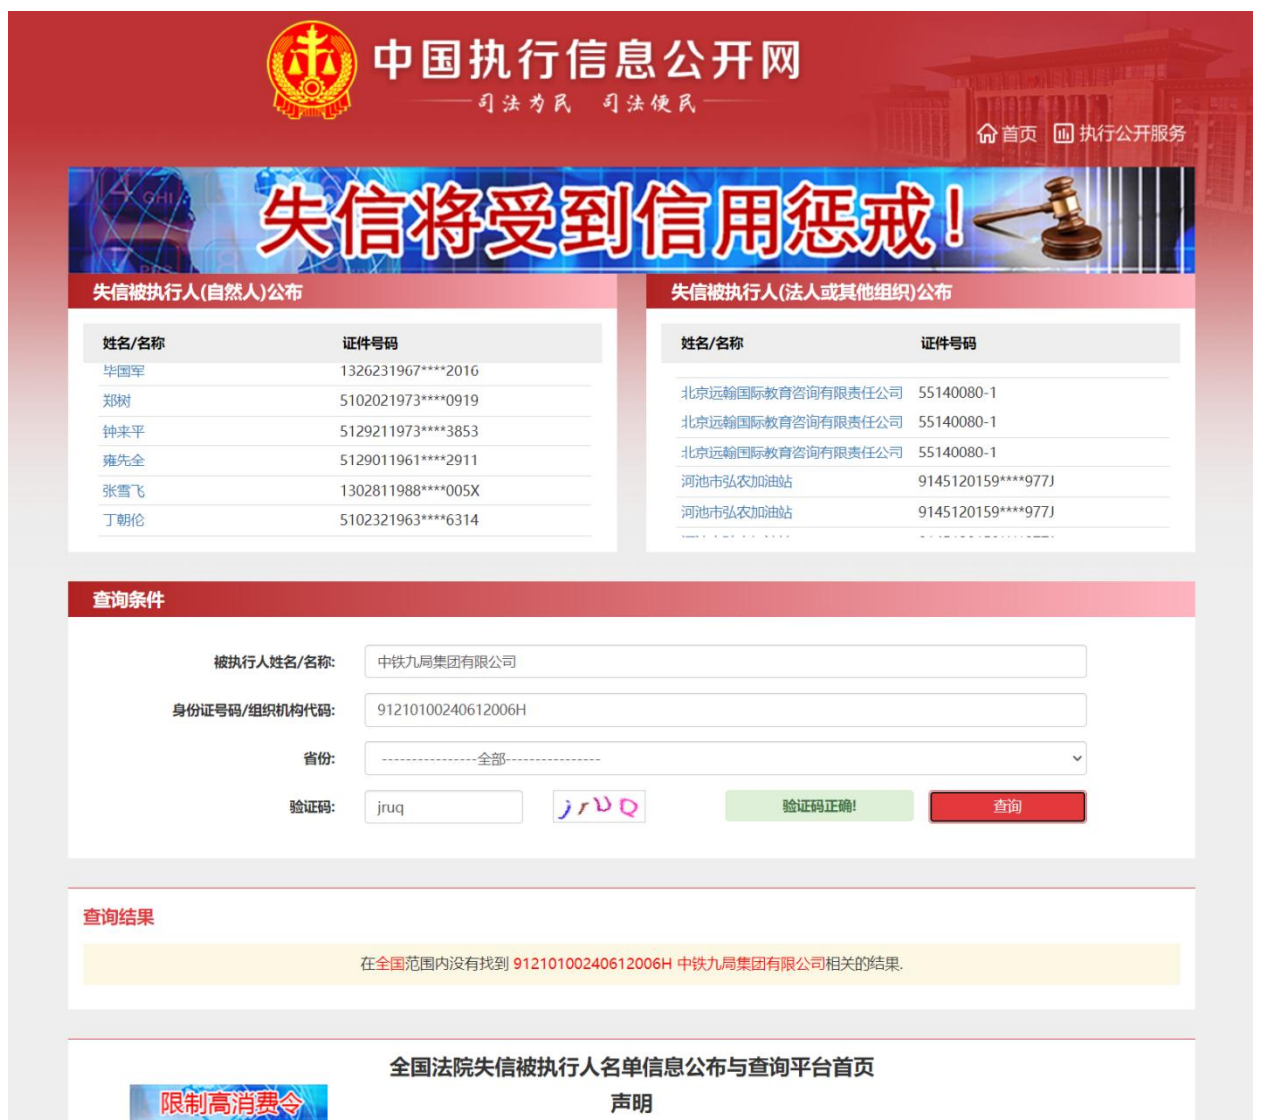 中国执行信息公开网
司法为民 司法便民
首页 执行公开服务
失信将受到信用惩戒!
失信被执行人(自然人)公布
姓名/名称 证件号码
毕国军 1326231967****2016
郑树 5102021973****0919
钟来平 5129211973****3853
雍先全 5129011961****2911
张雪飞 1302811988****005X
丁朝伦 5102321963****6314
失信被执行人(法人或其他组织)公布
姓名/名称 证件号码
北京远翰国际教育咨询有限责任公司 55140080-1
北京远翰国际教育咨询有限责任公司 55140080-1
北京远翰国际教育咨询有限责任公司 55140080-1
河池市弘农加油站 9145120159****977J
河池市弘农加油站 9145120159****977J
查询条件
被执行人姓名/名称: 中铁九局集团有限公司
身份证号码/组织机构代码: 91210100240612006H
省份: ----------------全部----------------
验证码: jruq jrUQ 验证码正确! 查询
查询结果
在全国范围内没有找到 91210100240612006H 中铁九局集团有限公司相关的结果.
全国法院失信被执行人名单信息公布与查询平台首页
声明
限制高消费令